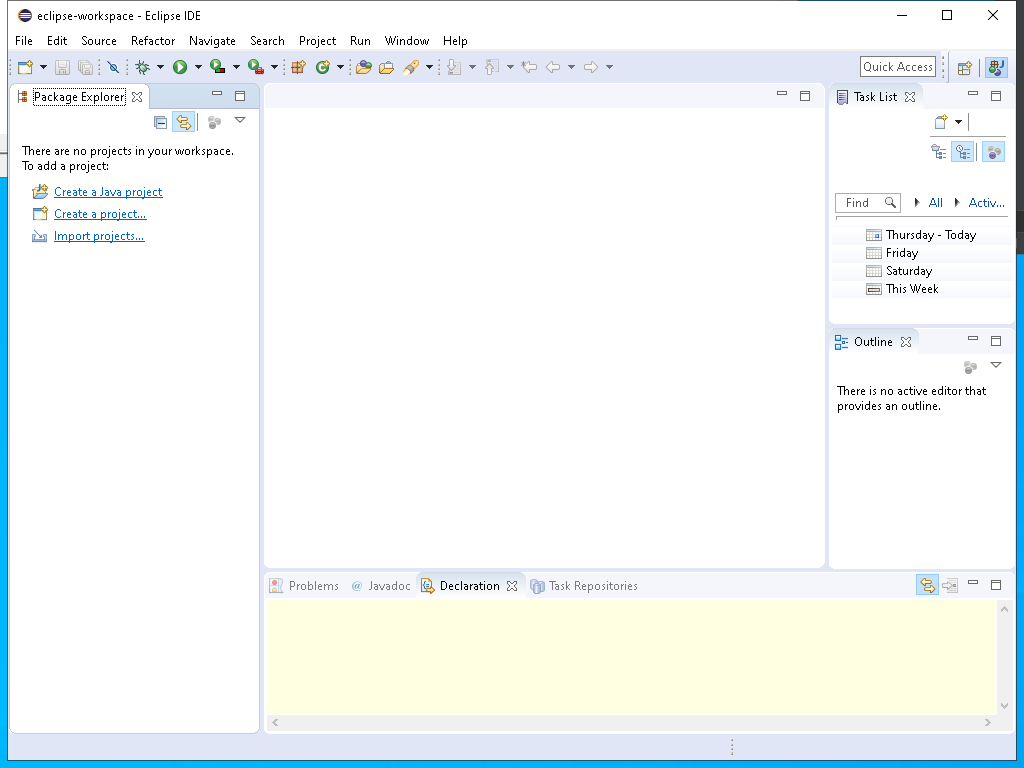 eclipse-workspace - Eclipse IDE
File Edit Source Refactor Navigate Search Project Run Window Help
Quick Access
Package Explorer
There are no projects in your workspace.
To add a project:
Create a Java project
Create a project...
Import projects...
Task List
Find All Activ...
Thursday - Today
Friday
Saturday
This Week
Outline
There is no active editor that
provides an outline.
Problems @ Javadoc Declaration Task Repositories